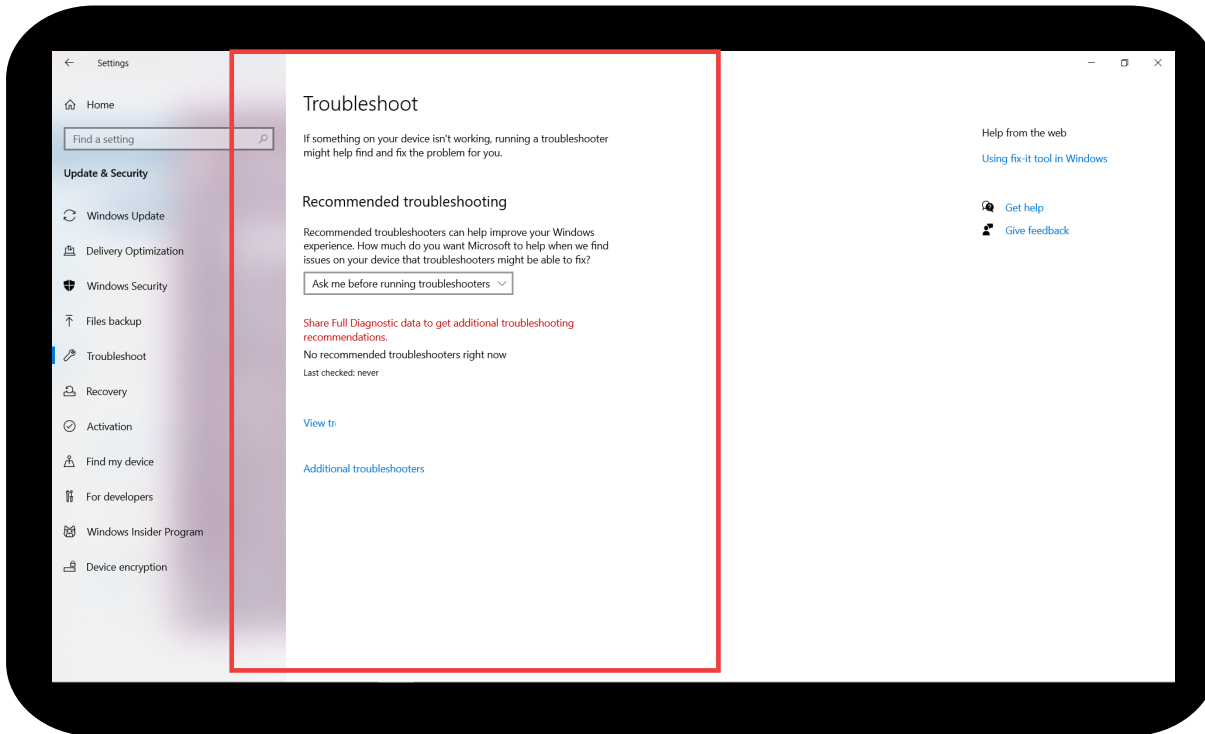 Settings
Home
Find a setting
Update & Security
Windows Update
Delivery Optimization
Windows Security
Files backup
Troubleshoot
Recovery
Activation
Find my device
For developers
Windows Insider Program
Device encryption
Troubleshoot
If something on your device isn't working, running a troubleshooter
might help find and fix the problem for you.
Recommended troubleshooting
Recommended troubleshooters can help improve your Windows
experience. How much do you want Microsoft to help when we find
issues on your device that troubleshooters might be able to fix?
Ask me before running troubleshooters
Share Full Diagnostic data to get additional troubleshooting
recommendations.
No recommended troubleshooters right now
Last checked: never
View tr
Additional troubleshooters
Help from the web
Using fix-it tool in Windows
Get help
Give feedback